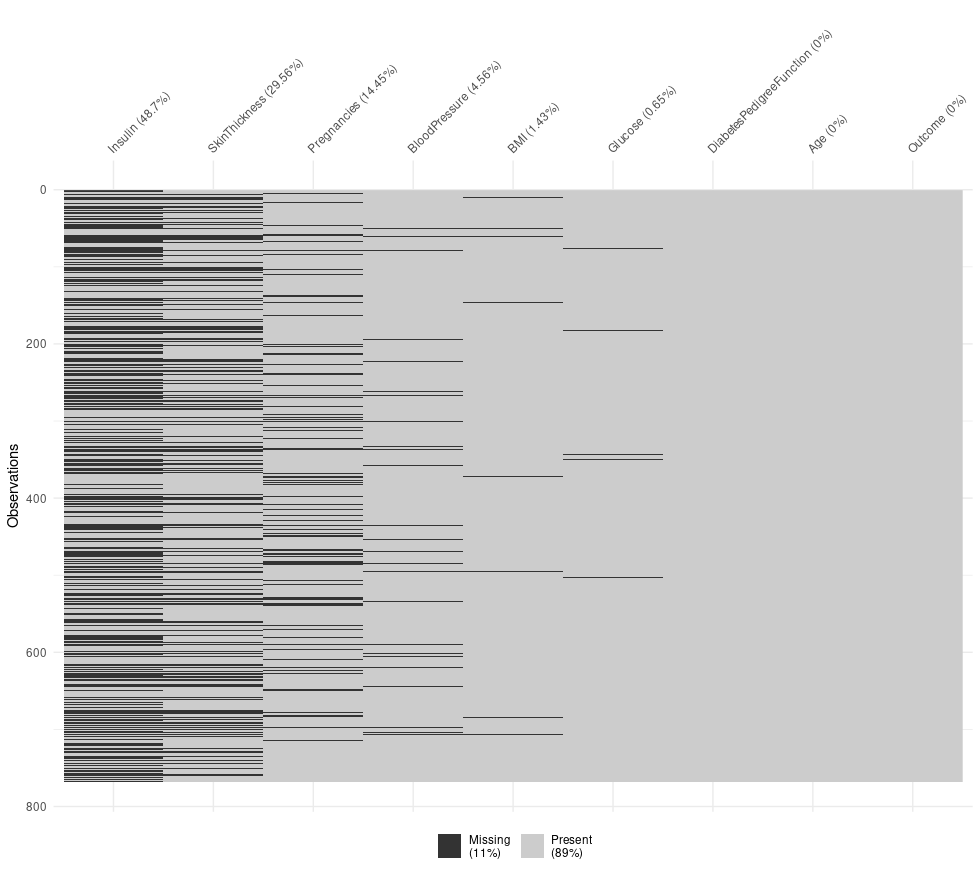 Insulin (48.7%)
SkinThickness (29.56%)
Pregnancies (14.45%)
BloodPressure (4.56%)
BMI (1.43%)
Glucose (0.65%)
DiabetesPedigreeFunction (0%)
Age (0%)
Outcome (0%)
0
200
400
600
800
Observations
Missing
(11%)
Present
(89%)